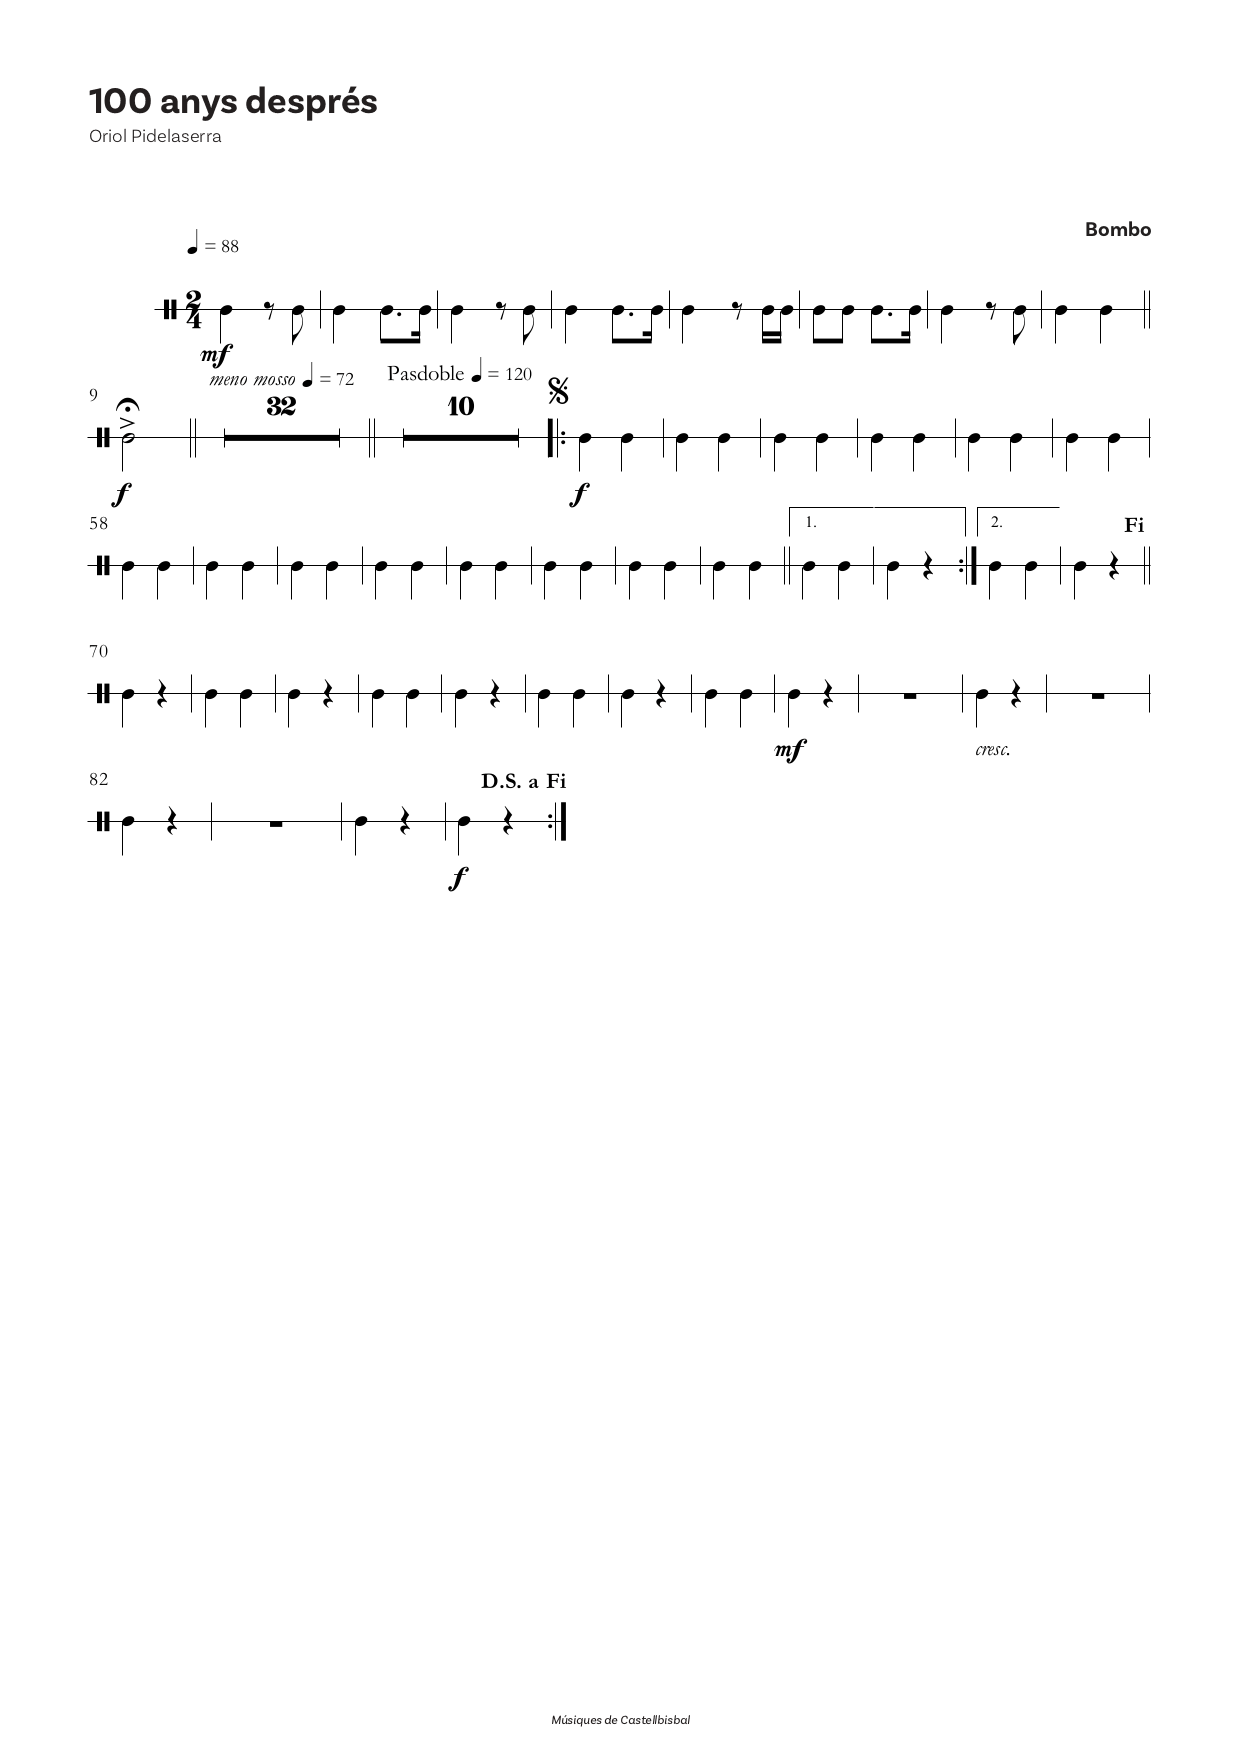 100 anys després
Oriol Pidelaserra
Bombo
= 88
2
4
mf
meno mosso = 72
Pasdoble = 120
9
32
10
f
f
58
1.
2.
Fi
70
mf
cresc.
82
D.S. a Fi
f
Músiques de Castellbisbal